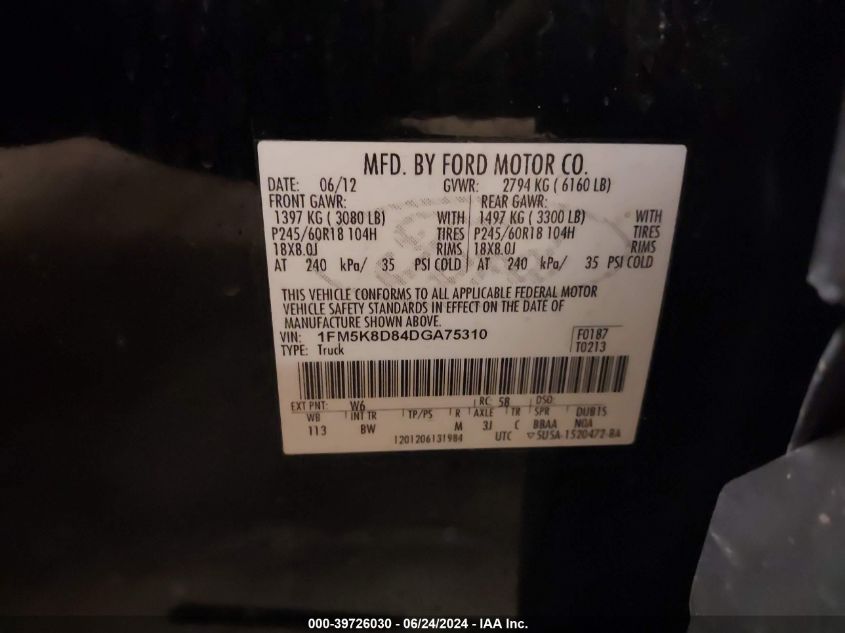 MFD. BY FORD MOTOR CO.
DATE: 06/12 GVWR: 2794 KG ( 6160 LB)
FRONT GAWR: REAR GAWR:
1397 KG ( 3080 LB) WITH 1497 KG ( 3300 LB) WITH
P245/60R18 104H TIRES P245/60R18 104H TIRES
18X8.0J RIMS 18X8.0J RIMS
AT 240 kPa/ 35 PSI COLD AT 240 kPa/ 35 PSI COLD
THIS VEHICLE CONFORMS TO ALL APPLICABLE FEDERAL MOTOR
VEHICLE SAFETY STANDARDS IN EFFECT ON THE DATE OF
MANUFACTURE SHOWN ABOVE.
VIN: 1FM5K8D84DGA75310 F0187
TYPE: Truck T0213
EXT PNT: W6 RC: 58 DSO:
WB INT TR TP/PS R AXLE TR SPR DUB15
113 BW M 3J C BBAA NOA
1201206131984 UTC ▽5U5A-1520472-BA
000-39726030 - 06/24/2024 - IAA Inc.